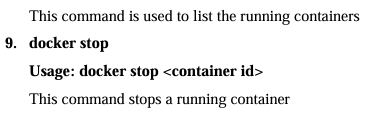 This command is used to list the running containers
9. docker stop
Usage: docker stop <container id>
This command stops a running container